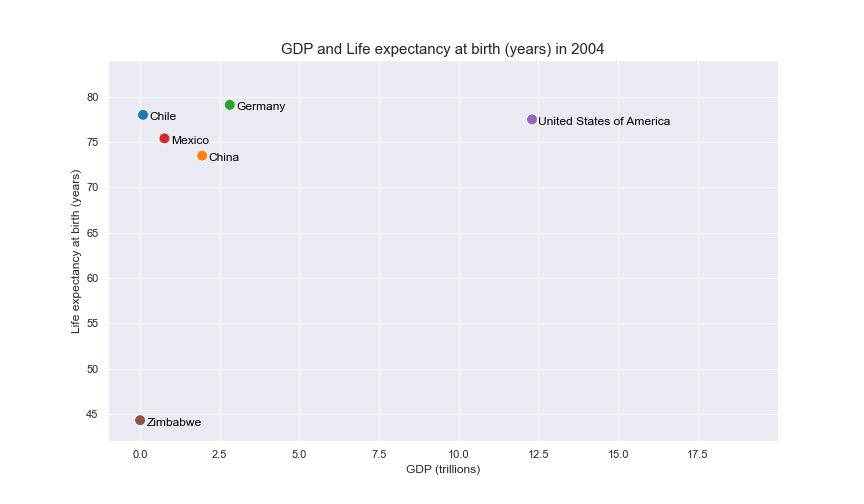 GDP and Life expectancy at birth (years) in 2004
Life expectancy at birth (years)
80
75
70
65
60
55
50
45
Germany
Chile
United States of America
Mexico
China
Zimbabwe
0.0 2.5 5.0 7.5 10.0 12.5 15.0 17.5
GDP (trillions)